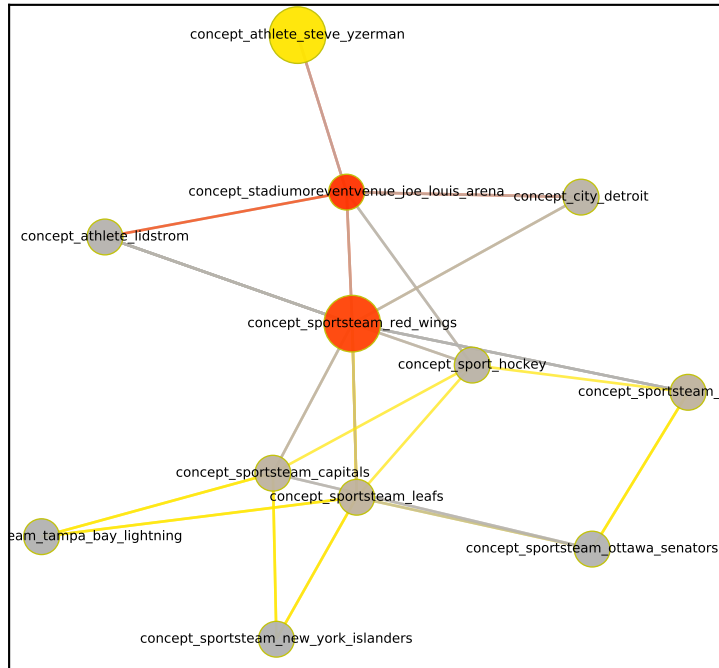 concept_athlete_steve_yzerman
concept_stadiumoreventvenue_joe_louis_arena
concept_city_detroit
concept_athlete_lidstrom
concept_sportsteam_red_wings
concept_sport_hockey
concept_sportsteam_
concept_sportsteam_capitals
concept_sportsteam_leafs
eam_tampa_bay_lightning
concept_sportsteam_ottawa_senators
concept_sportsteam_new_york_islanders